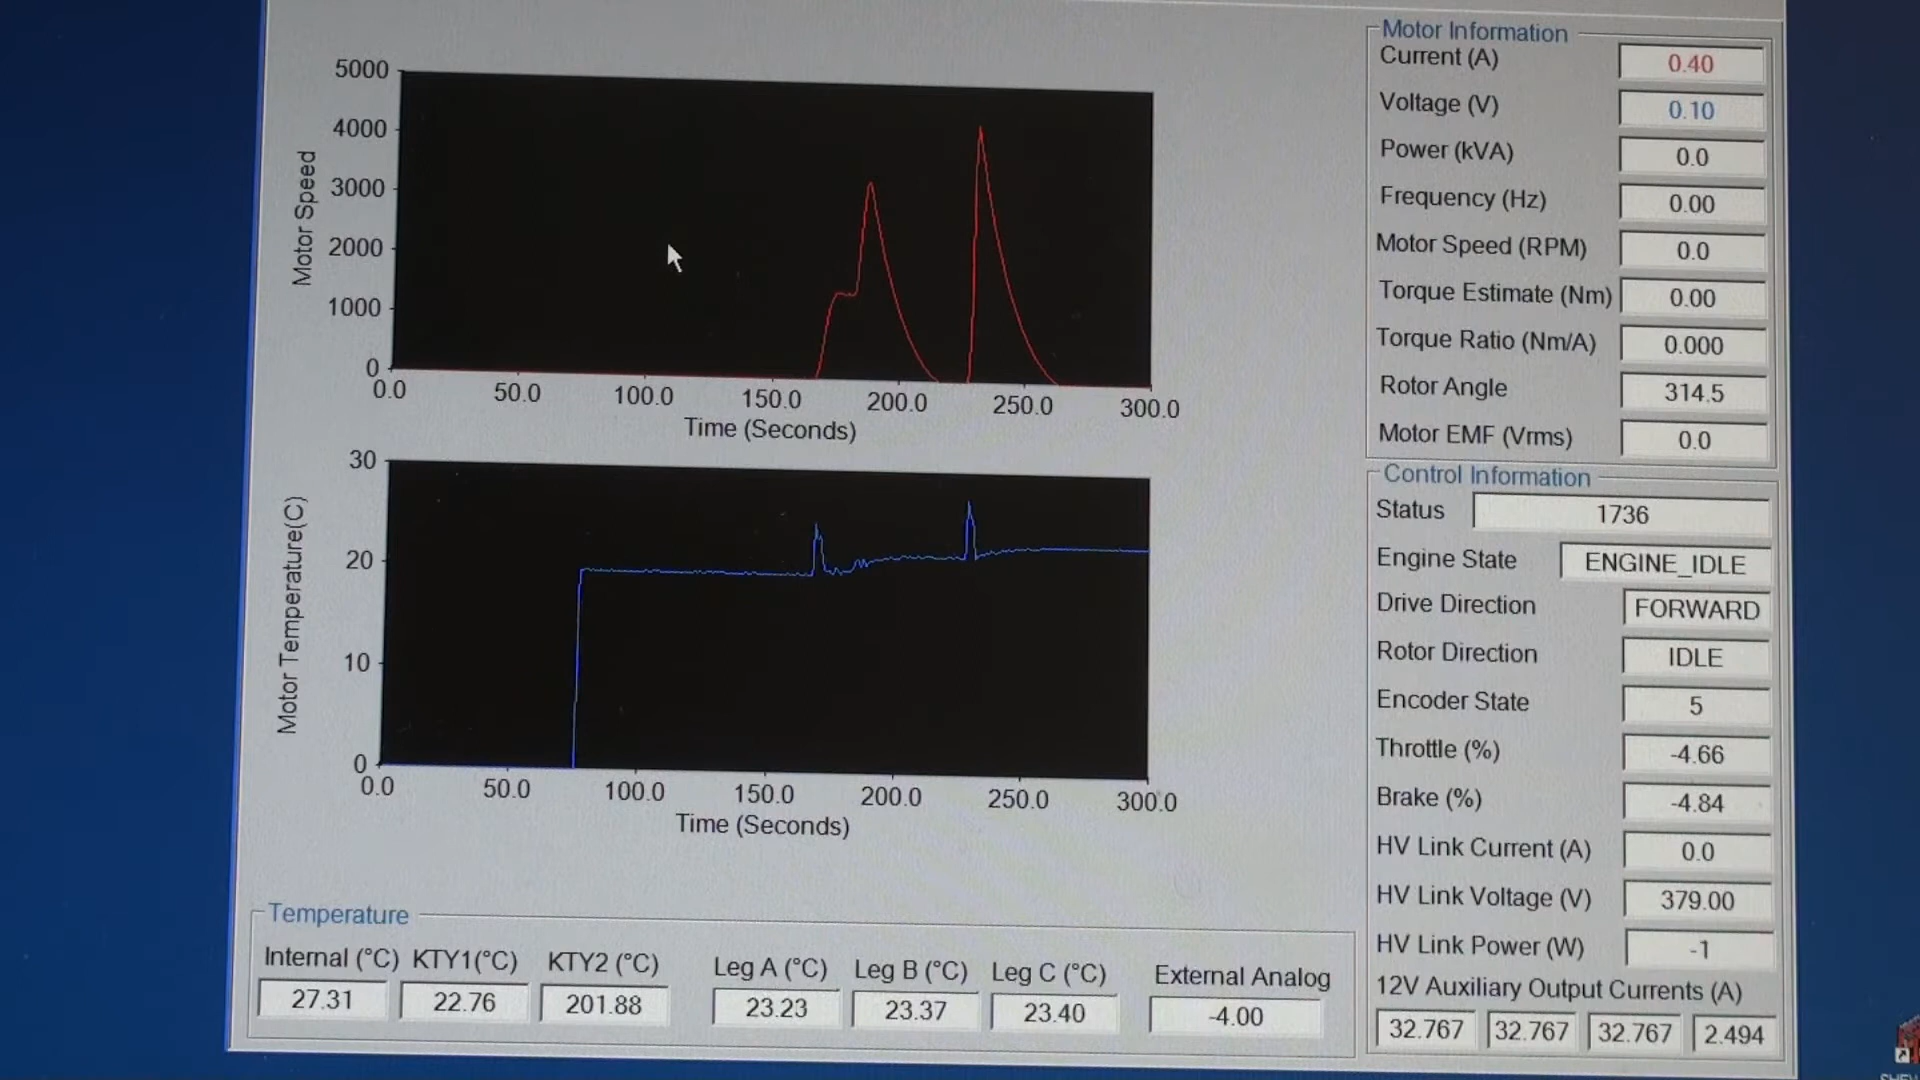 5000
4000
3000
2000
1000
0
Motor Speed
0.0 50.0 100.0 150.0 200.0 250.0 300.0
Time (Seconds)
30
20
10
0
Motor Temperature(C)
0.0 50.0 100.0 150.0 200.0 250.0 300.0
Time (Seconds)
Temperature
Internal (°C) KTY1(°C) KTY2 (°C) Leg A (°C) Leg B (°C) Leg C (°C) External Analog
27.31 22.76 201.88 23.23 23.37 23.40 -4.00
Motor Information
Current (A) 0.40
Voltage (V) 0.10
Power (kVA) 0.0
Frequency (Hz) 0.00
Motor Speed (RPM) 0.0
Torque Estimate (Nm) 0.00
Torque Ratio (Nm/A) 0.000
Rotor Angle 314.5
Motor EMF (Vrms) 0.0
Control Information
Status 1736
Engine State ENGINE_IDLE
Drive Direction FORWARD
Rotor Direction IDLE
Encoder State 5
Throttle (%) -4.66
Brake (%) -4.84
HV Link Current (A) 0.0
HV Link Voltage (V) 379.00
HV Link Power (W) -1
12V Auxiliary Output Currents (A)
32.767 32.767 32.767 2.494